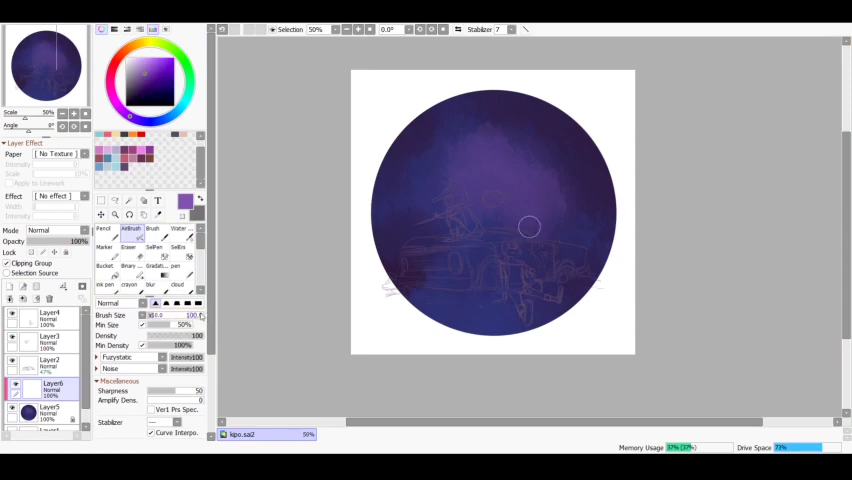 Selection 50% 0.0° Stabilizer 7
Scale 50%
Angle 0°
Layer Effect
Paper [ No Texture ]
Intensity 0
Scale
Apply to Linework
Effect [ No effect ]
Width 1
Intensity
Mode Normal
Opacity 100%
Lock
Clipping Group
Selection Source
Layer4
Normal
100%
Layer3
Normal
100%
Layer2
Normal
47%
Layer6
Normal
100%
Layer5
Normal
100%
T
Pencil AirBrush Brush Water ...
Marker Eraser SelPen SelErs
Bucket Binary ... Gradati... pen
ink pen crayon blur cloud
Normal
Brush Size 100.0
Min Size 50%
Density 100
Min Density 100%
Fuzystatic Intensity 100
Noise Intensity 100
Miscellaneous
Sharpness 50
Amplify Dens. 0
Ver1 Prs Spec.
Stabilizer ---
Curve Interpo.
kipo.sai2 50%
Memory Usage 37% (37%) Drive Space 73%